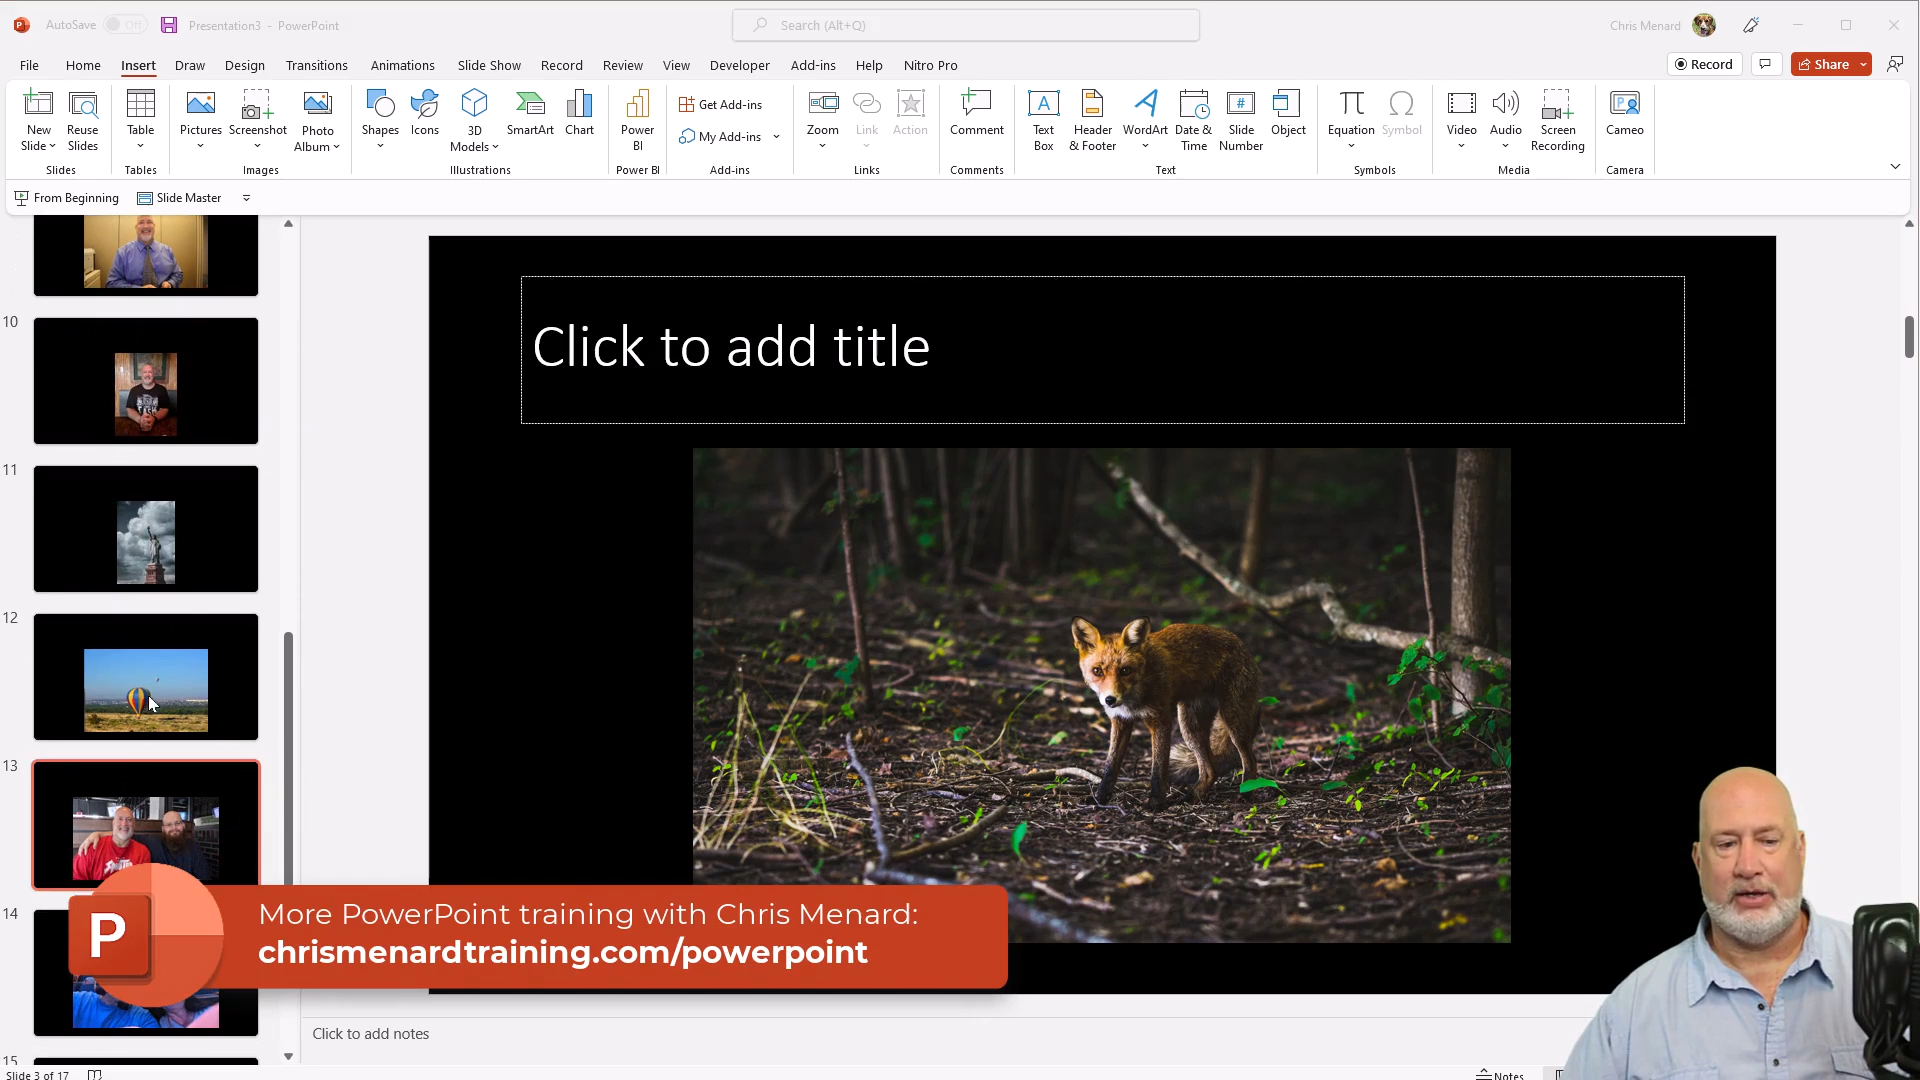 AutoSave Off Presentation3 - PowerPoint Search (Alt+Q) Chris Menard
File Home Insert Draw Design Transitions Animations Slide Show Record Review View Developer Add-ins Help Nitro Pro Record Share
New Slide
Reuse Slides
Table
Pictures
Screenshot
Photo Album
Shapes
Icons
3D Models
SmartArt
Chart
Power BI
Get Add-ins
My Add-ins
Zoom
Link
Action
Comment
Text Box
Header & Footer
WordArt
Date & Time
Slide Number
Object
Equation
Symbol
Video
Audio
Screen Recording
Cameo
Slides Tables Images Illustrations Power BI Add-ins Links Comments Text Symbols Media Camera
From Beginning Slide Master
10
11
12
13
14
15
Click to add title
P
More PowerPoint training with Chris Menard:
chrismenardtraining.com/powerpoint
Click to add notes
Slide 3 of 17 Notes